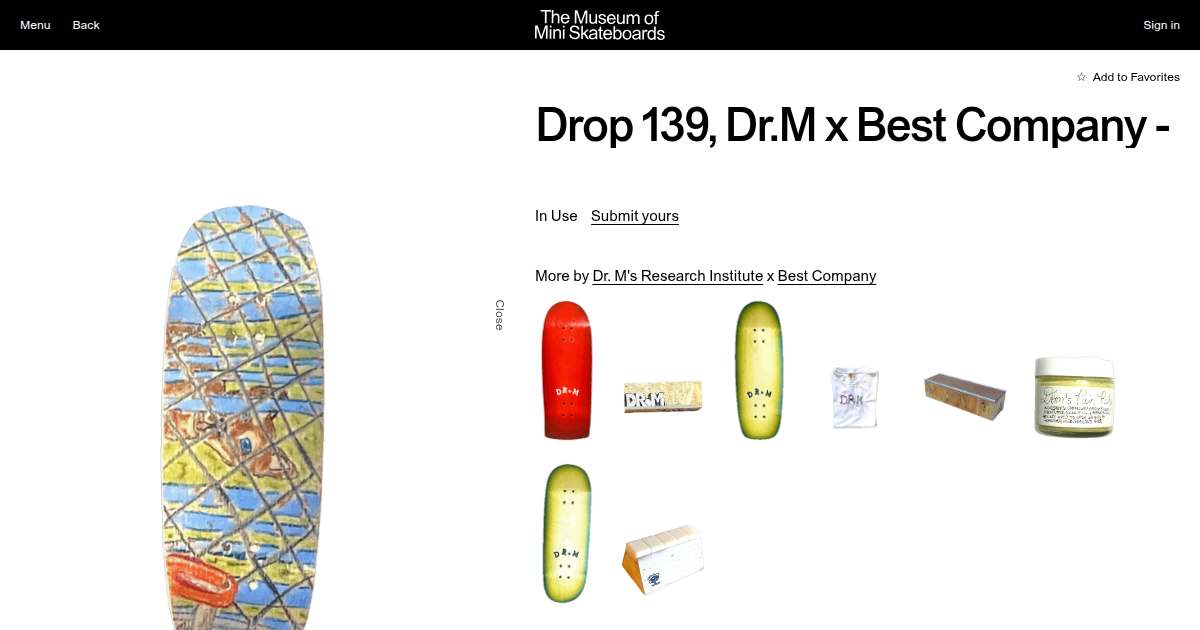 Menu
Back
The Museum of
Mini Skateboards
Sign in
☆ Add to Favorites
Drop 139, Dr.M x Best Company -
In Use Submit yours
More by Dr. M's Research Institute x Best Company
Close
DR•M
DR•M
DR•M
DR•M
DR•M